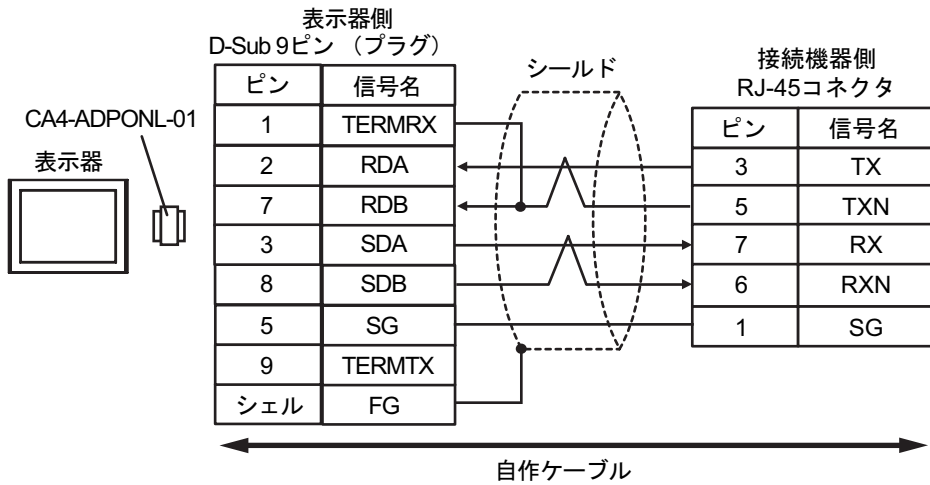 表示器側
D-Sub 9ピン （プラグ）
シールド
接続機器側
RJ-45コネクタ
CA4-ADPONL-01
表示器
ピン 信号名
1 TERMRX
2 RDA
7 RDB
3 SDA
8 SDB
5 SG
9 TERMTX
シェル FG
ピン 信号名
3 TX
5 TXN
7 RX
6 RXN
1 SG
自作ケーブル